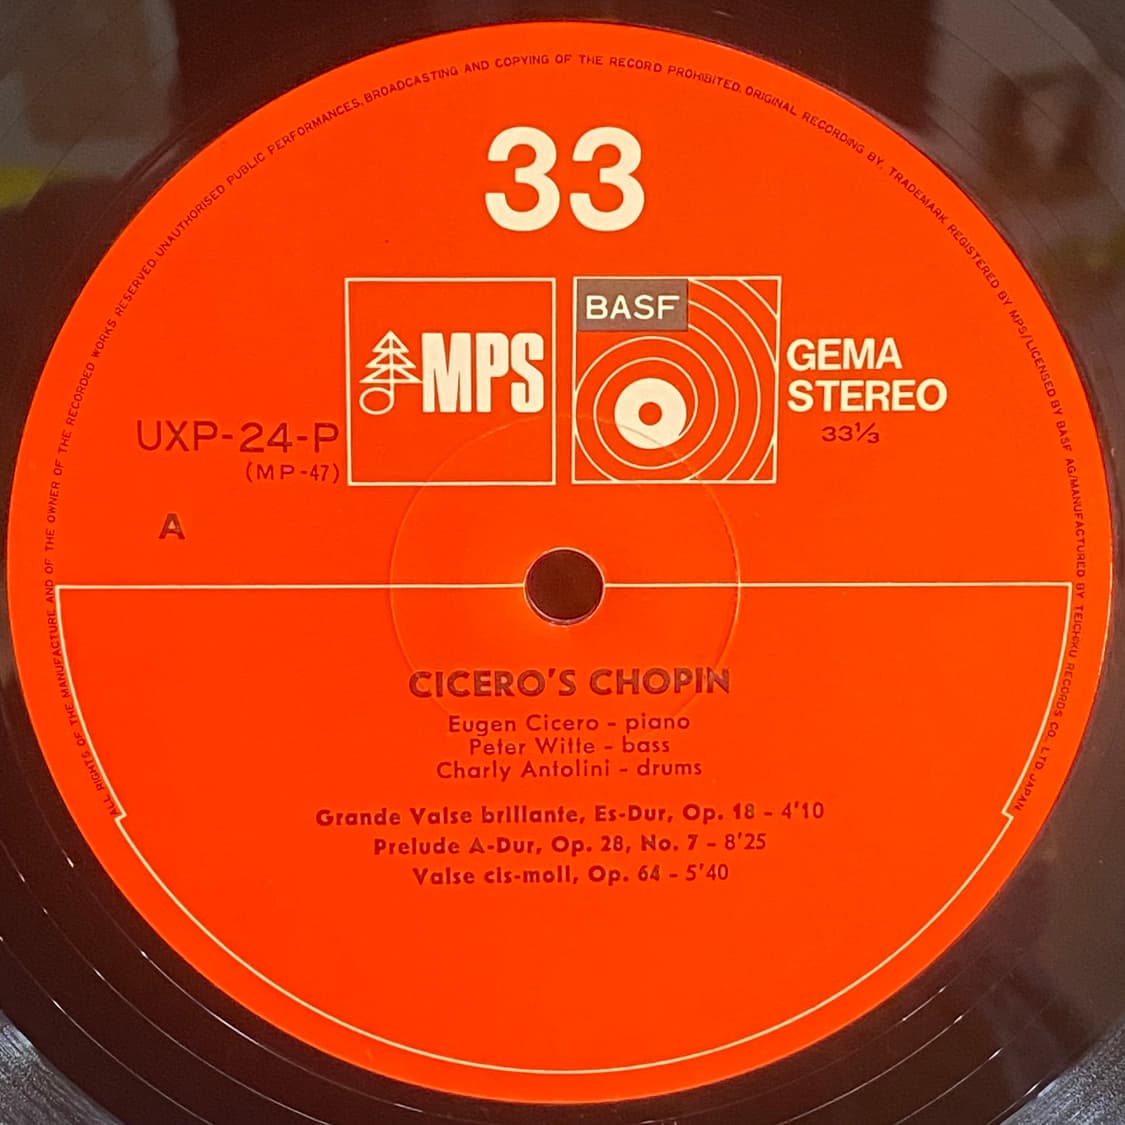 ALL RIGHTS OF THE MANUFACTURE AND OF THE OWNER OF THE RECORDED WORKS RESERVED. UNAUTHORISED PUBLIC PERFORMANCES, BROADCASTING AND COPYING OF THE RECORD PROHIBITED. ORIGINAL RECORDING BY. TRADEMARK REGISTERED BY MPS/LICENSED BY BASF AG/MANUFACTURED BY TEICHIKU RECORDS CO., LTD JAPAN
33
MPS
BASF
GEMA
STEREO
33⅓
UXP-24-P
(MP-47)
A
CICERO'S CHOPIN
Eugen Cicero - piano
Peter Witte - bass
Charly Antolini - drums
Grande Valse brillante, Es-Dur, Op. 18 - 4'10
Prelude A-Dur, Op. 28, No. 7 - 8'25
Valse cis-moll, Op. 64 - 5'40